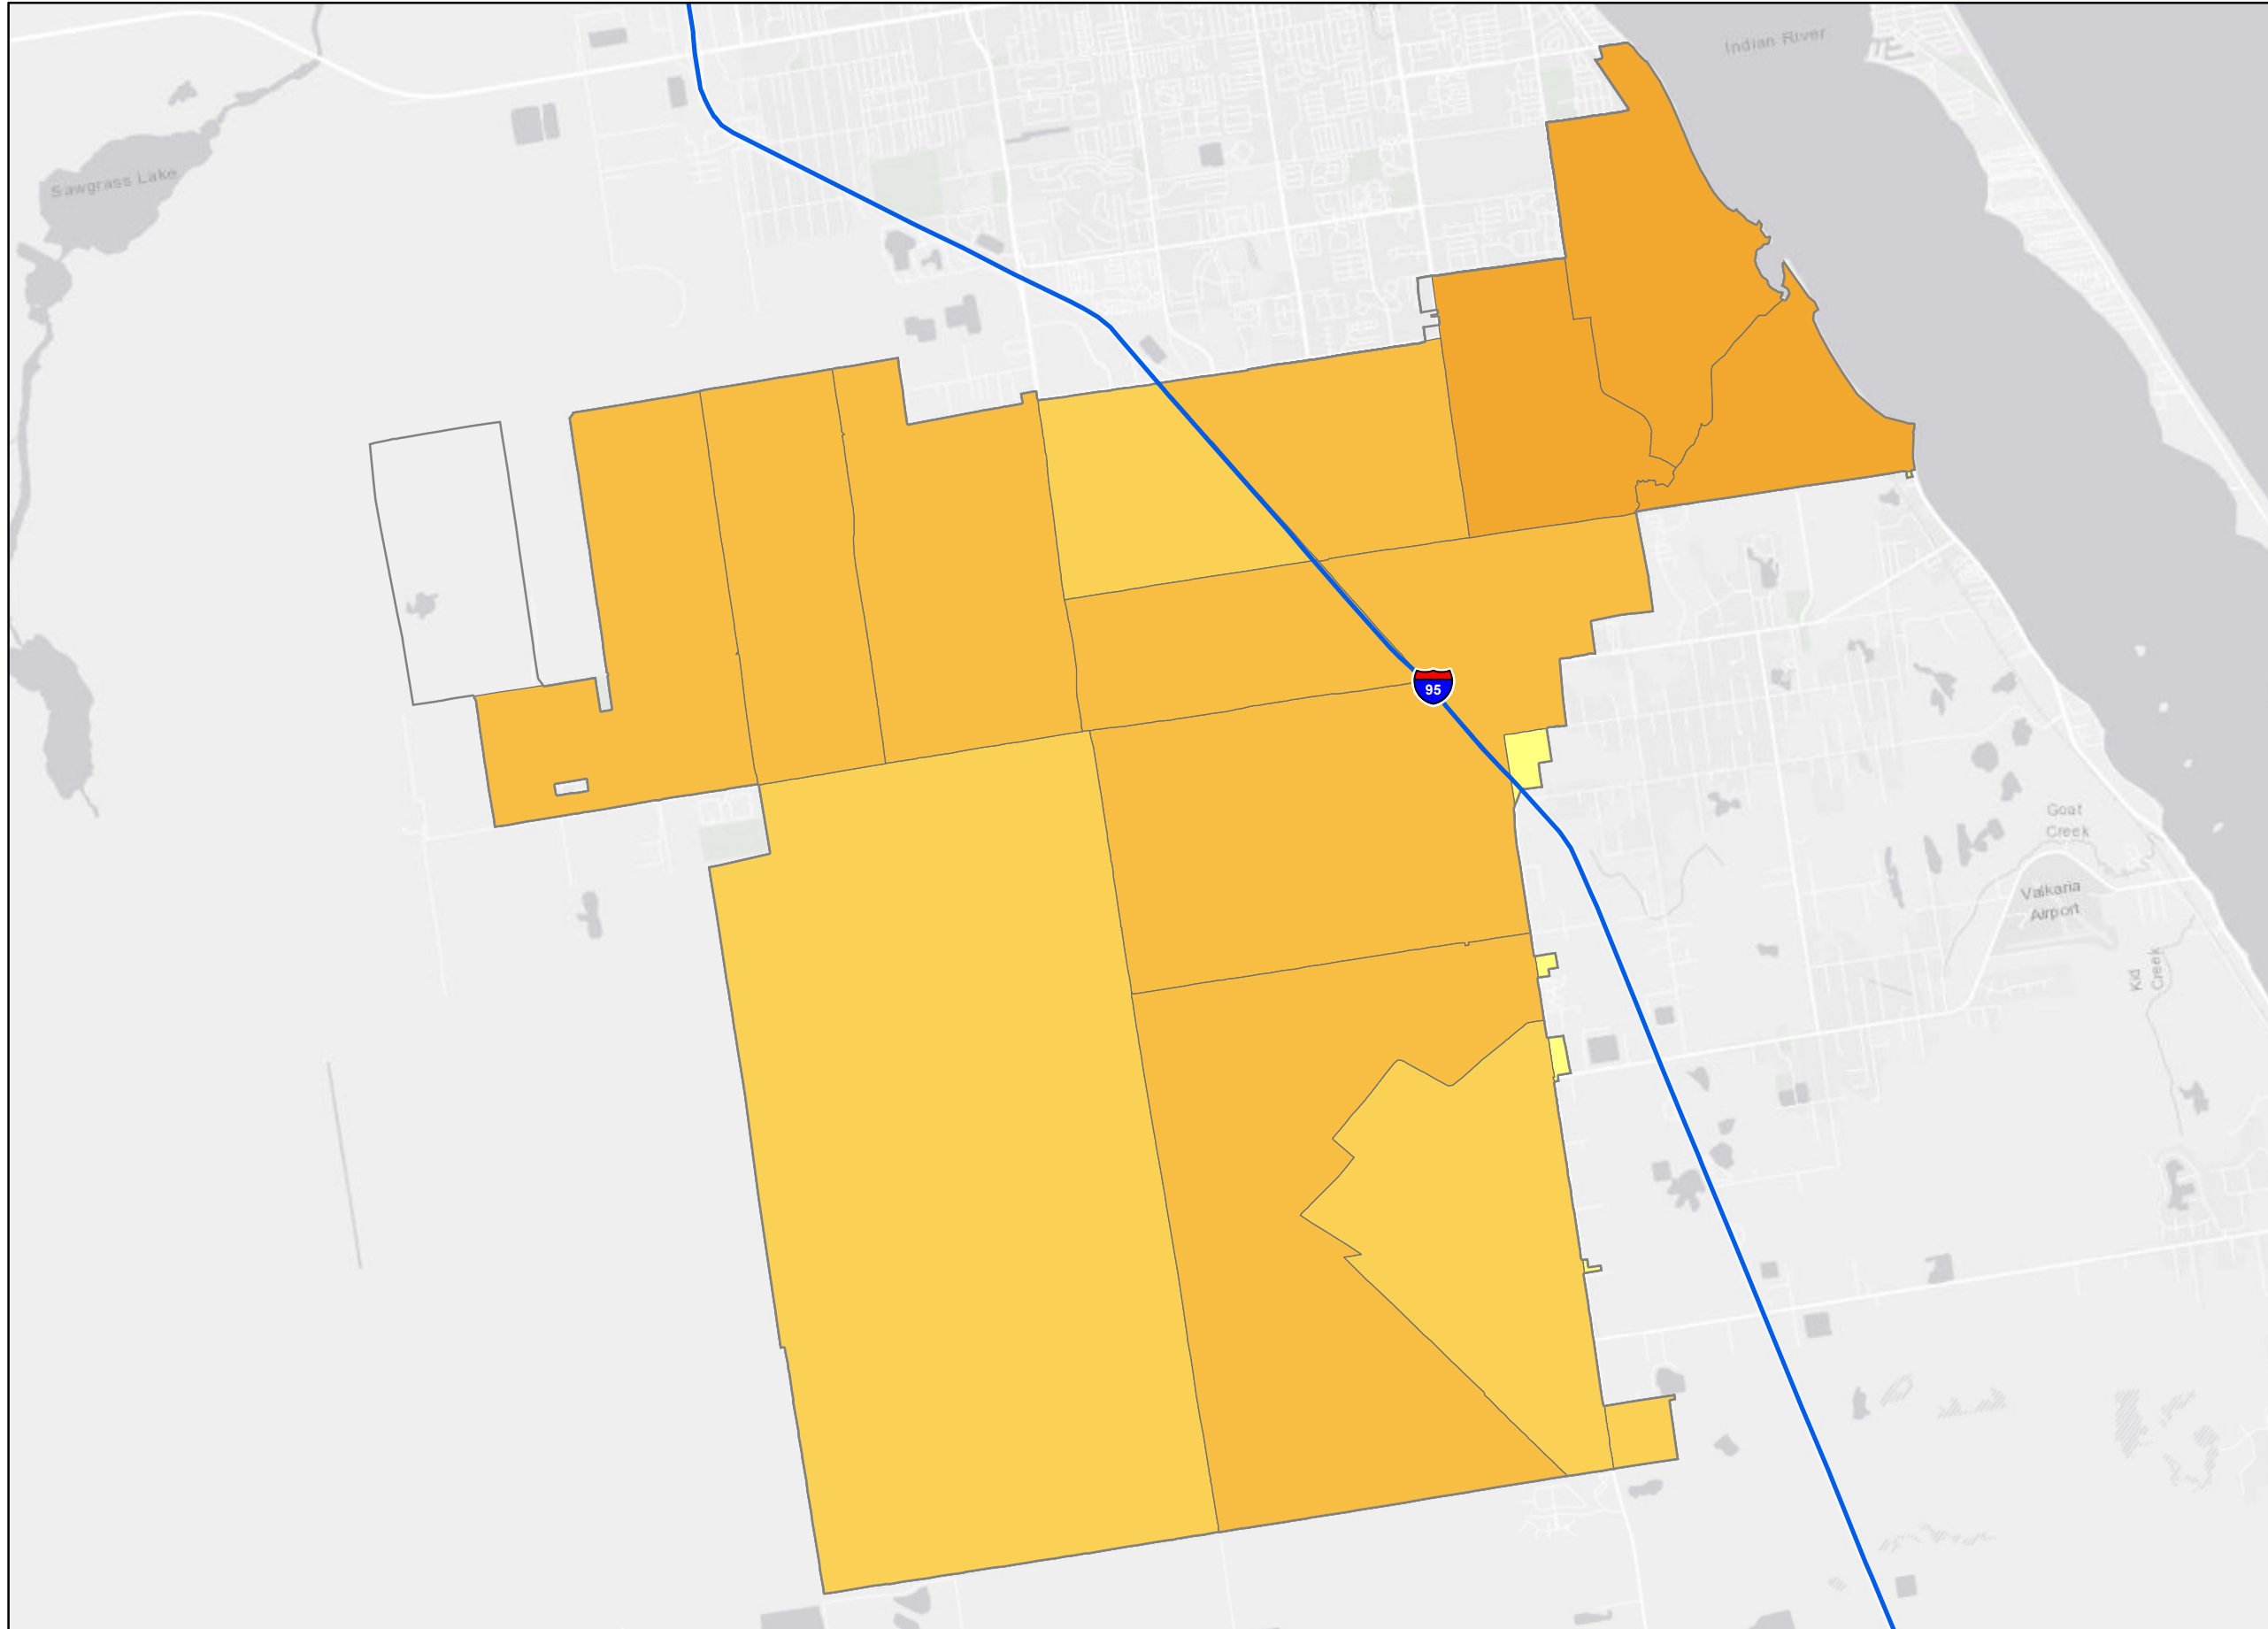 Indian River
Sawgrass Lake
95
Goat
Creek
Valkaria
Airport
Kid
Creek